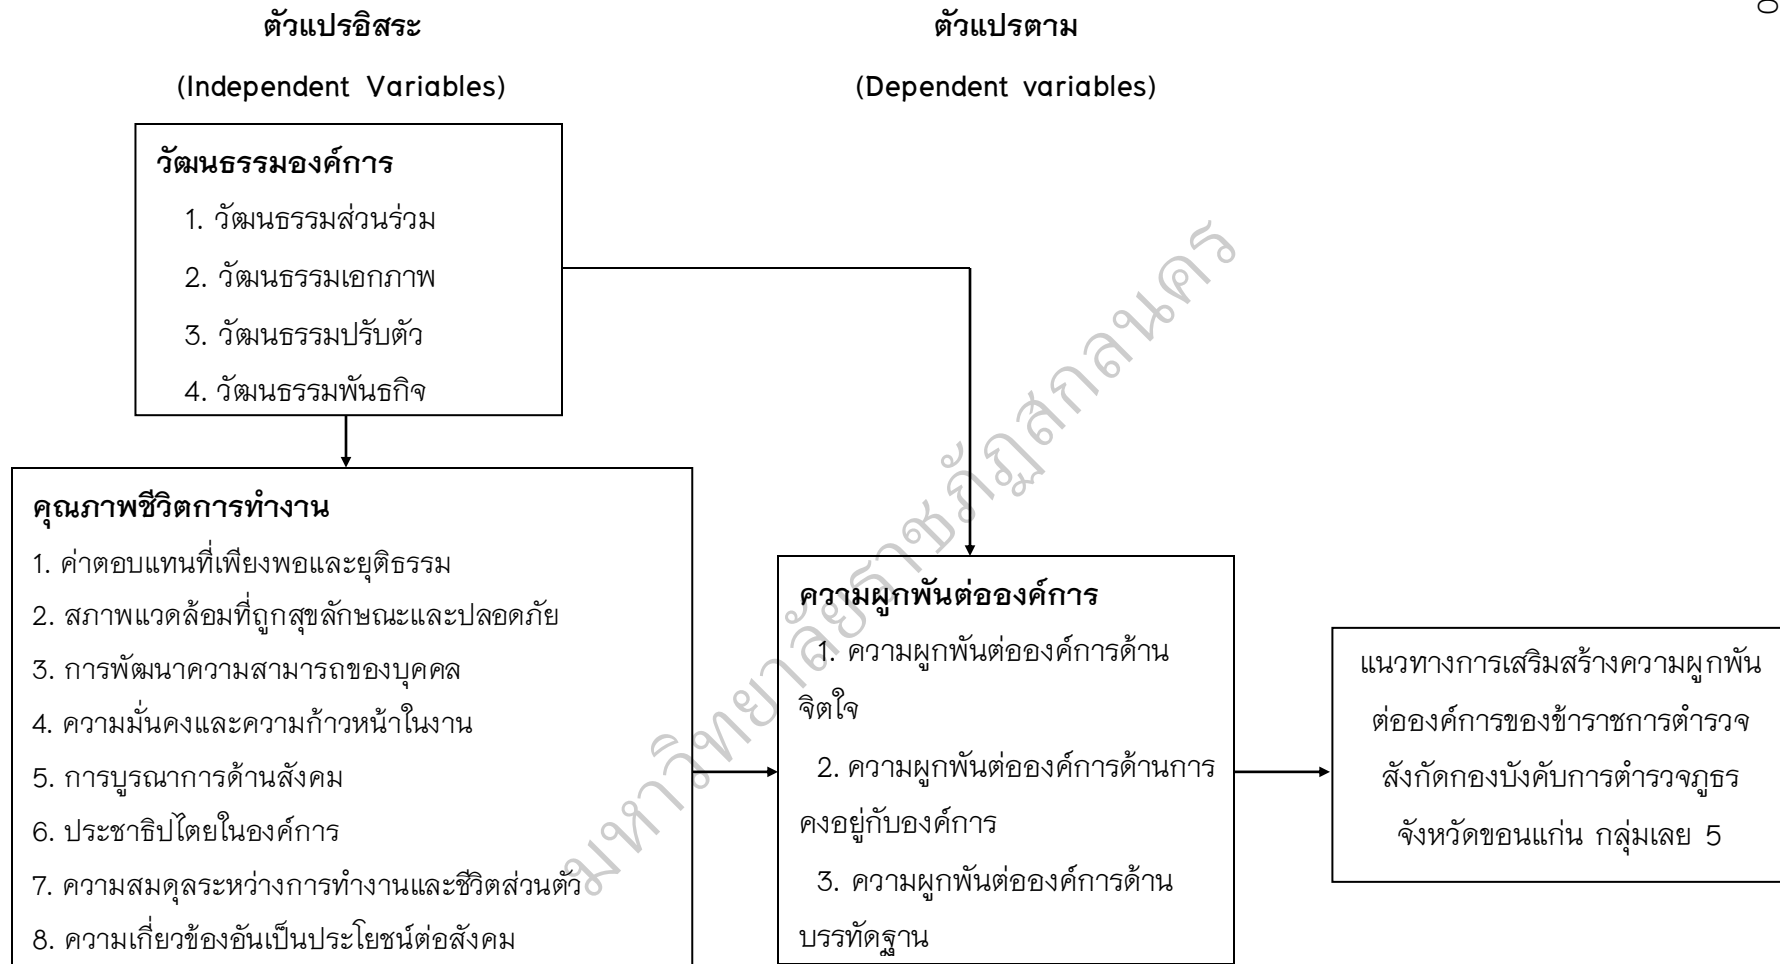 ตัวแปรอิสระ
(Independent Variables)
ตัวแปรตาม
(Dependent variables)
วัฒนธรรมองค์การ
1. วัฒนธรรมส่วนร่วม
2. วัฒนธรรมเอกภาพ
3. วัฒนธรรมปรับตัว
4. วัฒนธรรมพันธกิจ
คุณภาพชีวิตการทำงาน
1. ค่าตอบแทนที่เพียงพอและยุติธรรม
2. สภาพแวดล้อมที่ถูกสุขลักษณะและปลอดภัย
3. การพัฒนาความสามารถของบุคคล
4. ความมั่นคงและความก้าวหน้าในงาน
5. การบูรณาการด้านสังคม
6. ประชาธิปไตยในองค์การ
7. ความสมดุลระหว่างการทำงานและชีวิตส่วนตัว
8. ความเกี่ยวข้องอันเป็นประโยชน์ต่อสังคม
ความผูกพันต่อองค์การ
1. ความผูกพันต่อองค์การด้าน
จิตใจ
2. ความผูกพันต่อองค์การด้านการ
คงอยู่กับองค์การ
3. ความผูกพันต่อองค์การด้าน
บรรทัดฐาน
แนวทางการเสริมสร้างความผูกพัน
ต่อองค์การของข้าราชการตำรวจ
สังกัดกองบังคับการตำรวจภูธร
จังหวัดขอนแก่น กลุ่มเลย 5
มหาวิทยาลัยราชภัฏสกลนคร